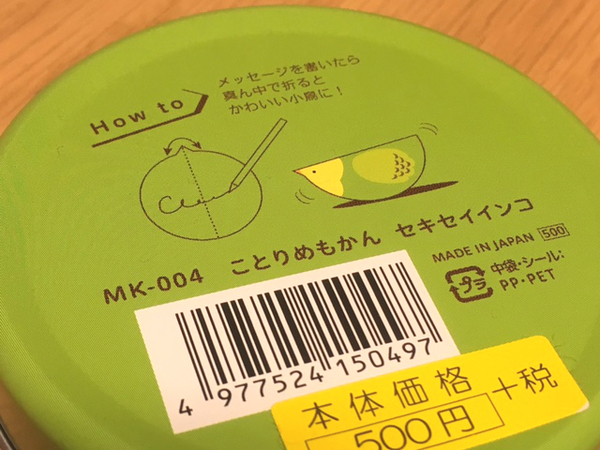 How to
メッセージを書いたら
真ん中で折ると
かわいい小鳥に!
MK-004 ことりめもかん セキセイインコ
MADE IN JAPAN 500
プラ
中袋・シール:
PP・PET
4 977524 150497
本体価格
500円
+税